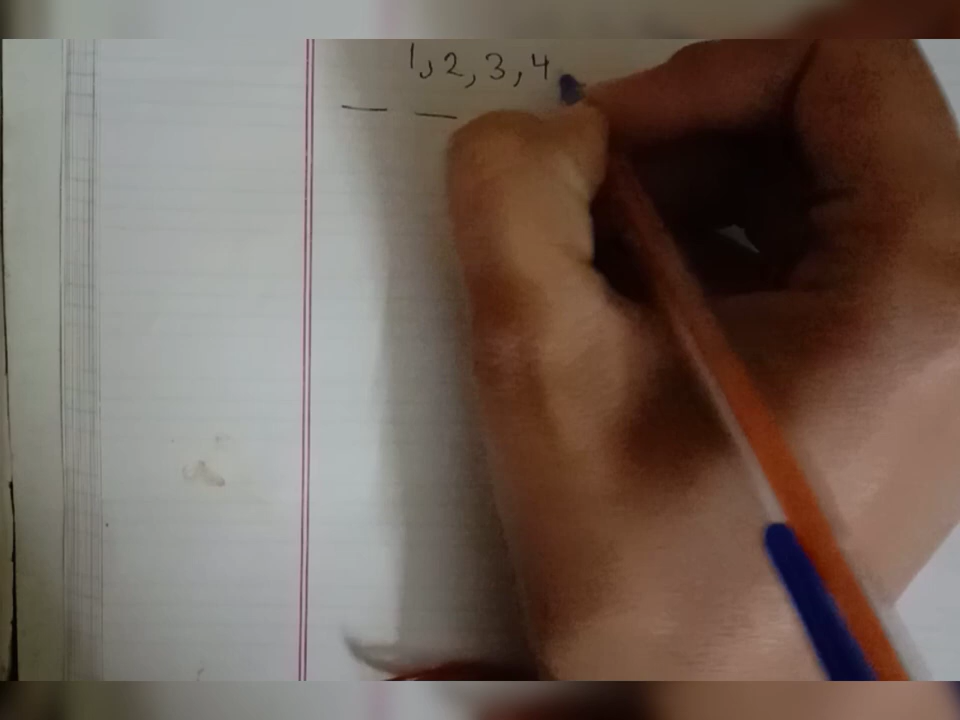 1, 2, 3, 4
_ _